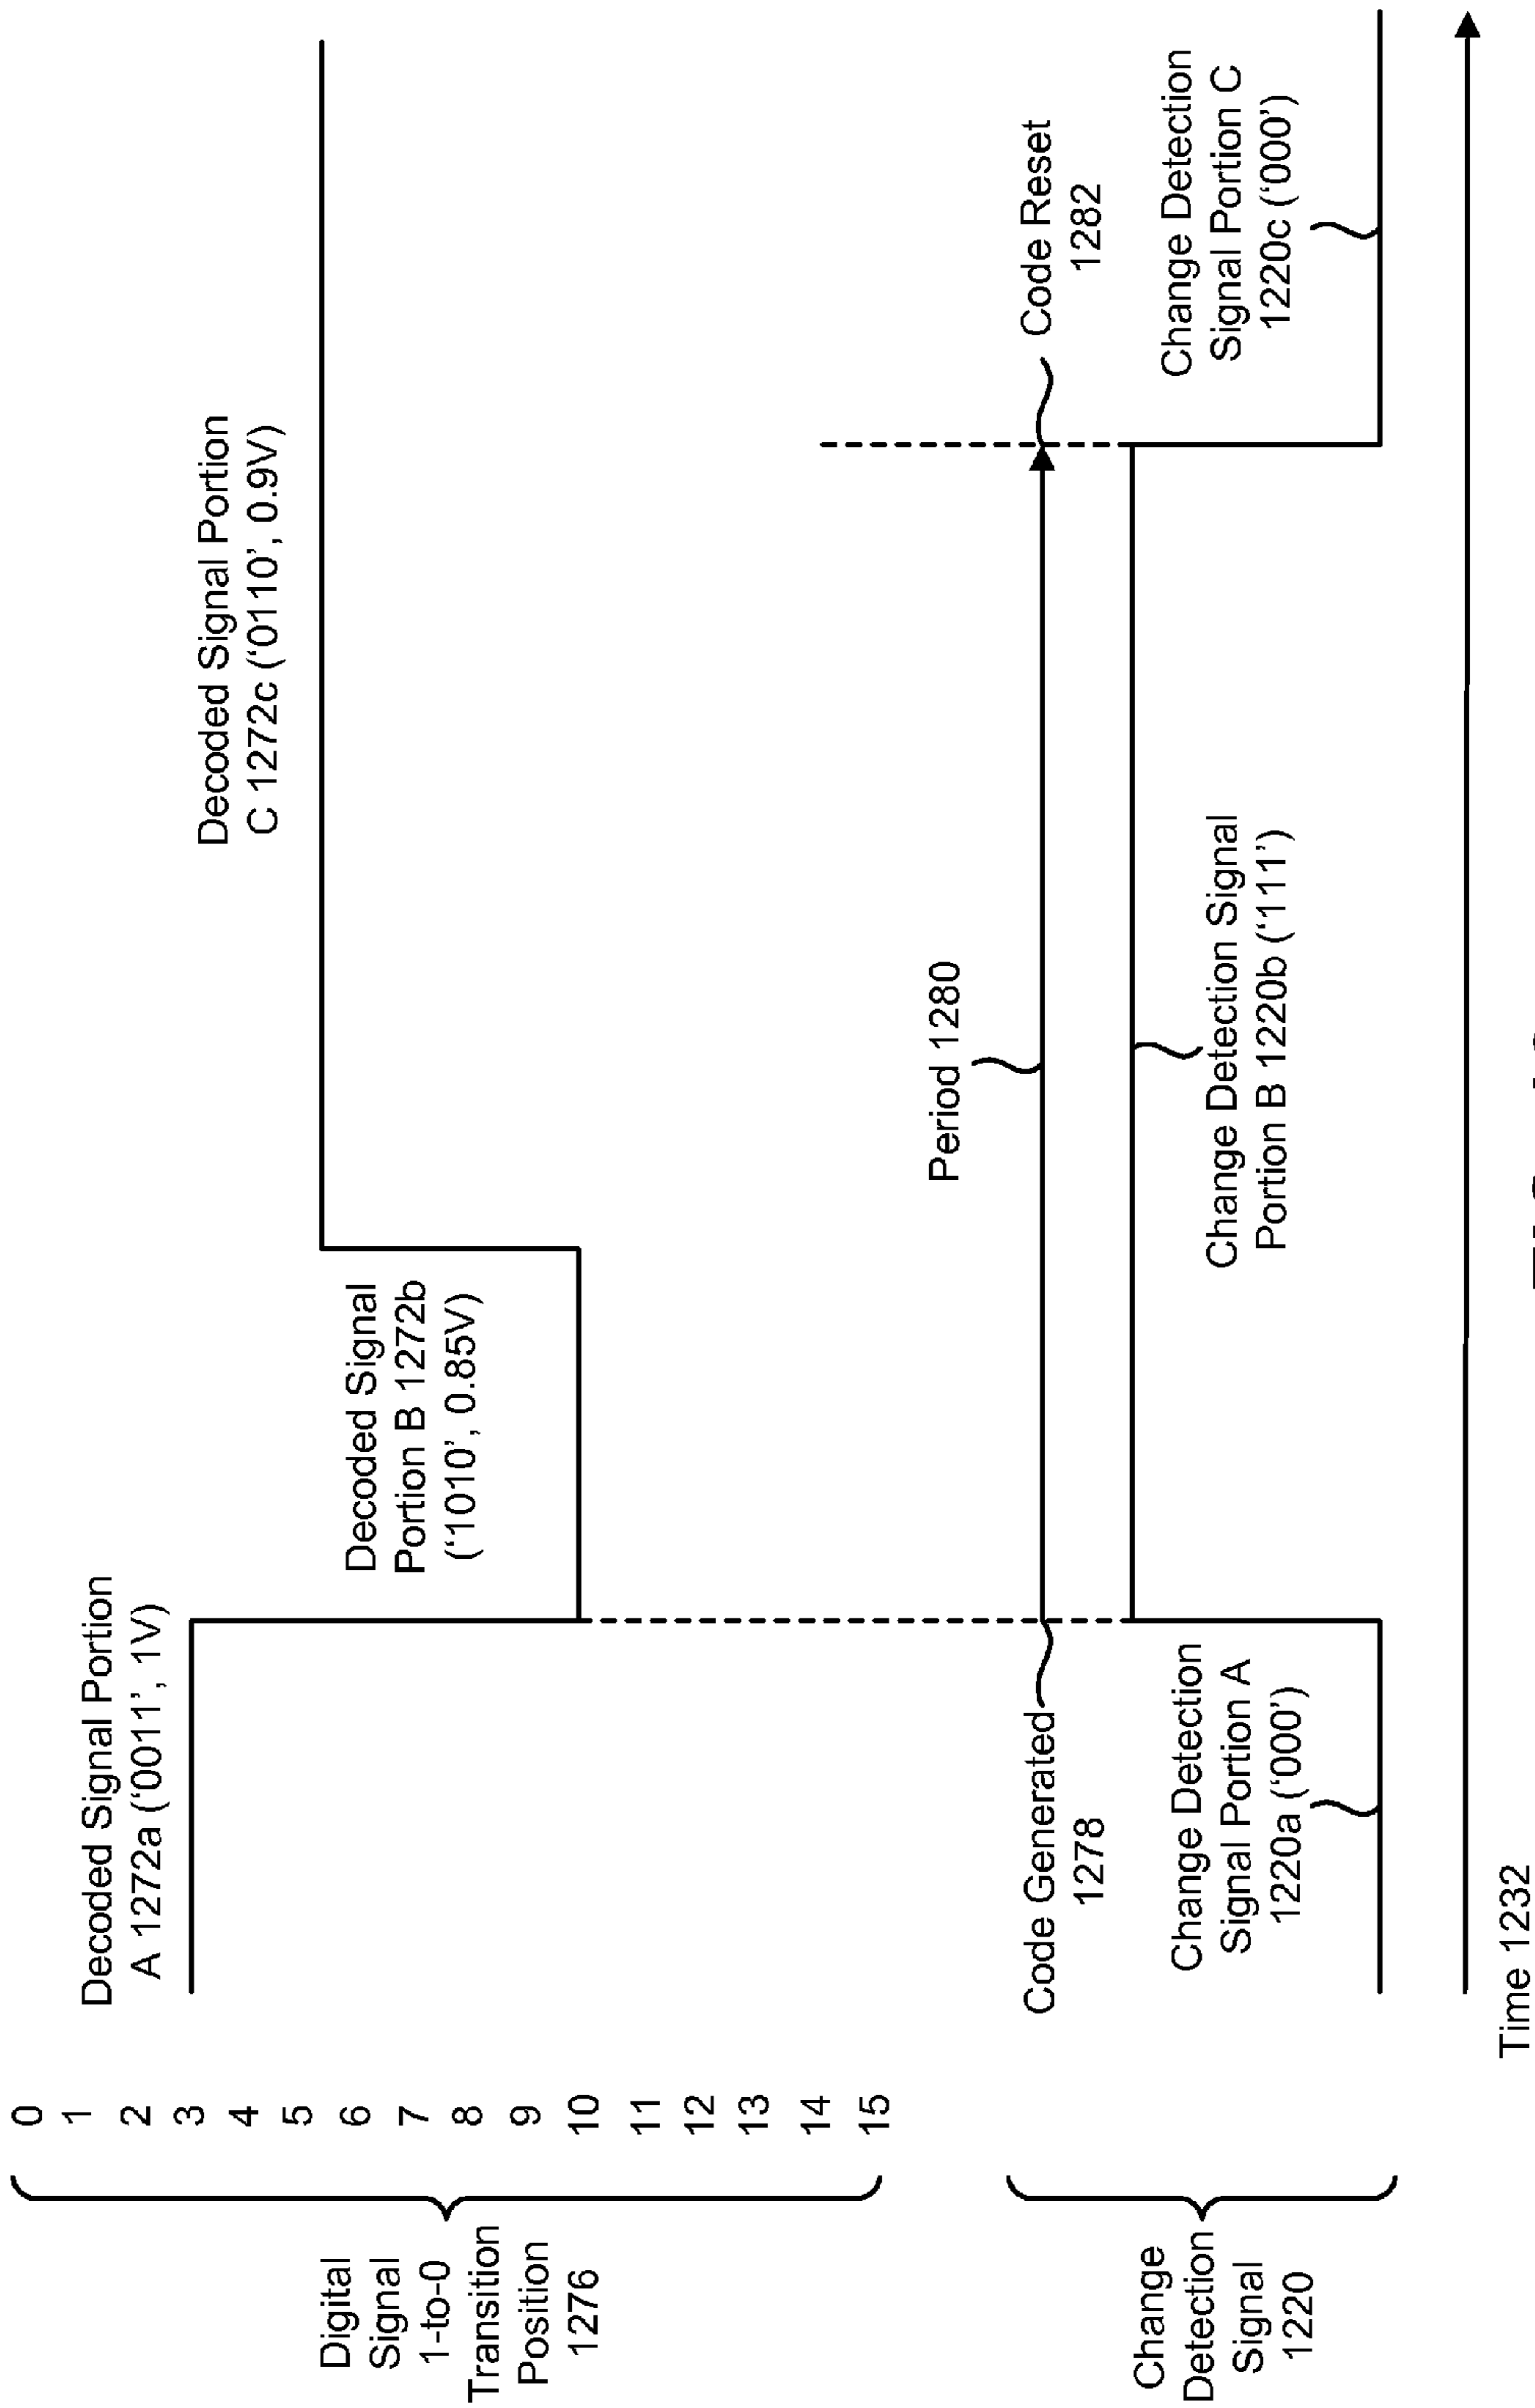 Digital
Signal
1-to-0
Transition
Position
1276
0
1
2
3
4
5
6
7
8
9
10
11
12
13
14
15
Decoded Signal Portion
A 1272a (‘0011’, 1V)
Decoded Signal
Portion B 1272b
(‘1010’, 0.85V)
Decoded Signal Portion
C 1272c (‘0110’, 0.9V)
Change
Detection
Signal
1220
Code Generated
1278
Period 1280
Code Reset
1282
Change Detection
Signal Portion A
1220a (‘000’)
Change Detection Signal
Portion B 1220b (‘111’)
Change Detection
Signal Portion C
1220c (‘000’)
Time 1232